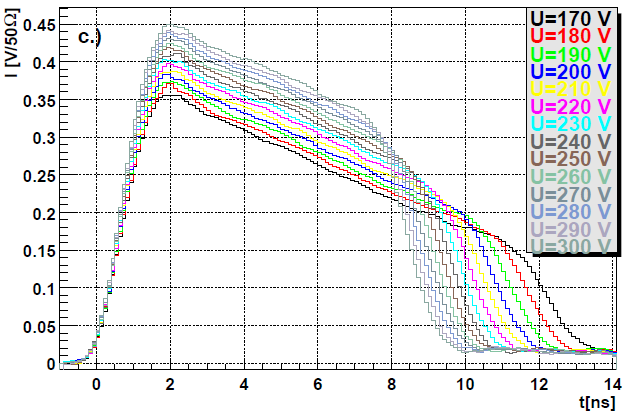 c.)
I [V/50Ω]
0.45
0.4
0.35
0.3
0.25
0.2
0.15
0.1
0.05
0
U=170 V
U=180 V
U=190 V
U=200 V
U=210 V
U=220 V
U=230 V
U=240 V
U=250 V
U=260 V
U=270 V
U=280 V
U=290 V
U=300 V
0 2 4 6 8 10 12 14
t[ns]